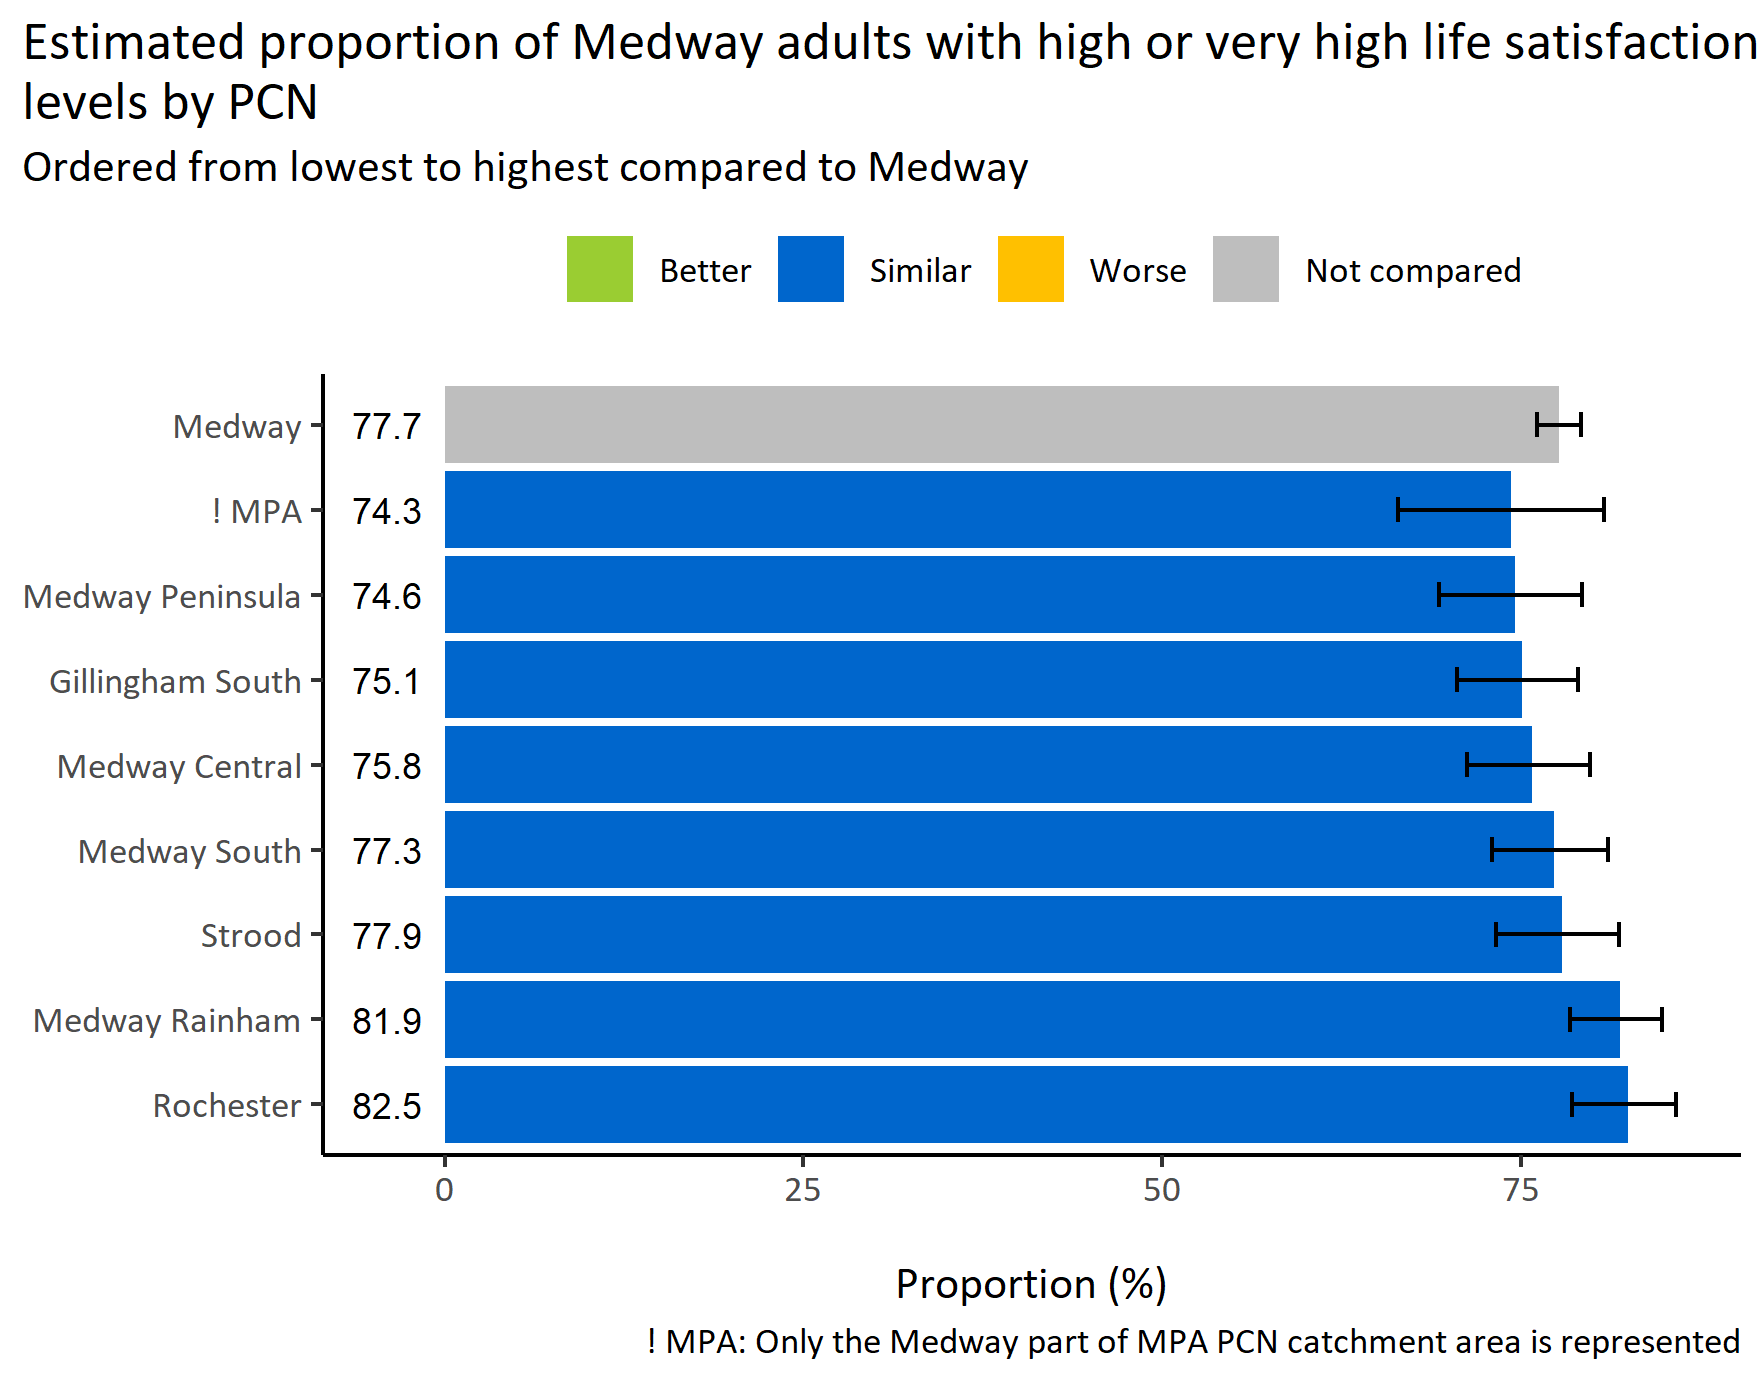 Estimated proportion of Medway adults with high or very high life satisfaction
levels by PCN
Ordered from lowest to highest compared to Medway
Better Similar Worse Not compared
Medway 77.7
! MPA 74.3
Medway Peninsula 74.6
Gillingham South 75.1
Medway Central 75.8
Medway South 77.3
Strood 77.9
Medway Rainham 81.9
Rochester 82.5
0 25 50 75
Proportion (%)
! MPA: Only the Medway part of MPA PCN catchment area is represented